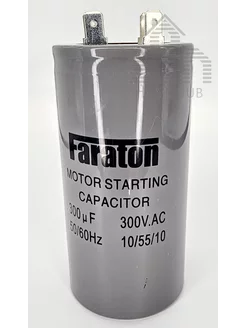 Faraton
MOTOR STARTING
CAPACITOR
300µF 300V.AC
50/60Hz 10/55/10